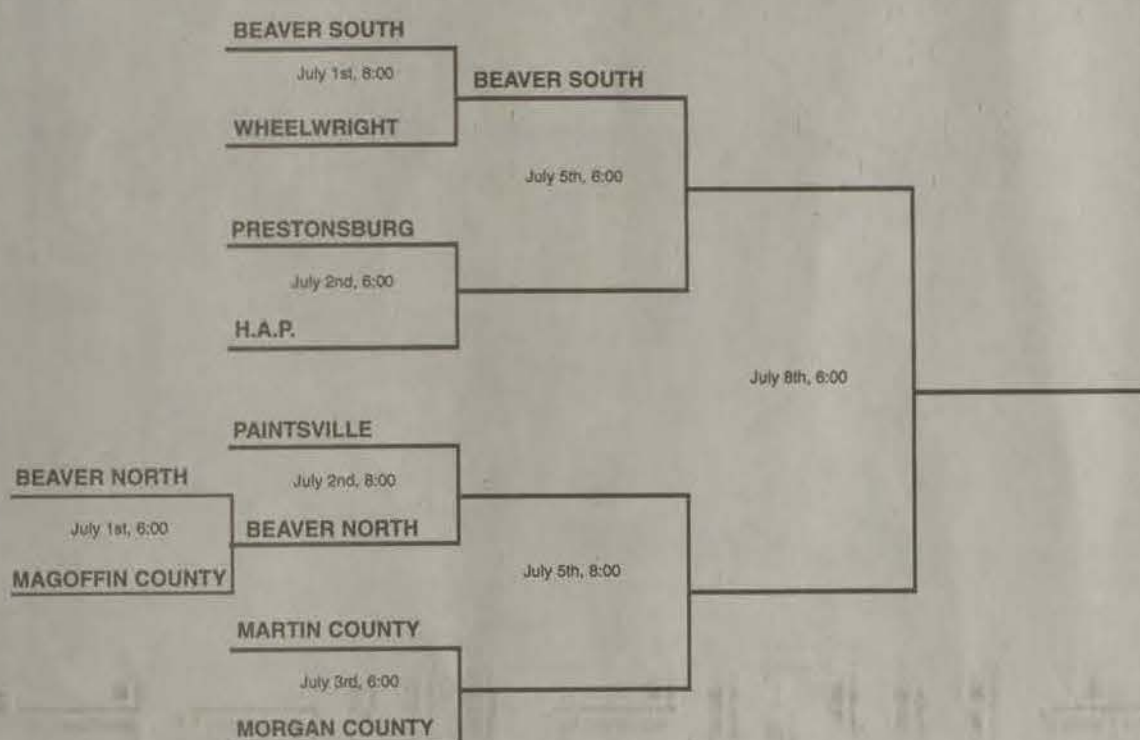 BEAVER SOUTH
July 1st, 8:00
BEAVER SOUTH
WHEELWRIGHT
July 5th, 6:00
PRESTONSBURG
July 2nd, 6:00
H.A.P.
July 8th, 6:00
PAINTSVILLE
BEAVER NORTH
July 2nd, 8:00
July 1st, 6:00
BEAVER NORTH
MAGOFFIN COUNTY
July 5th, 8:00
MARTIN COUNTY
July 3rd, 6:00
MORGAN COUNTY